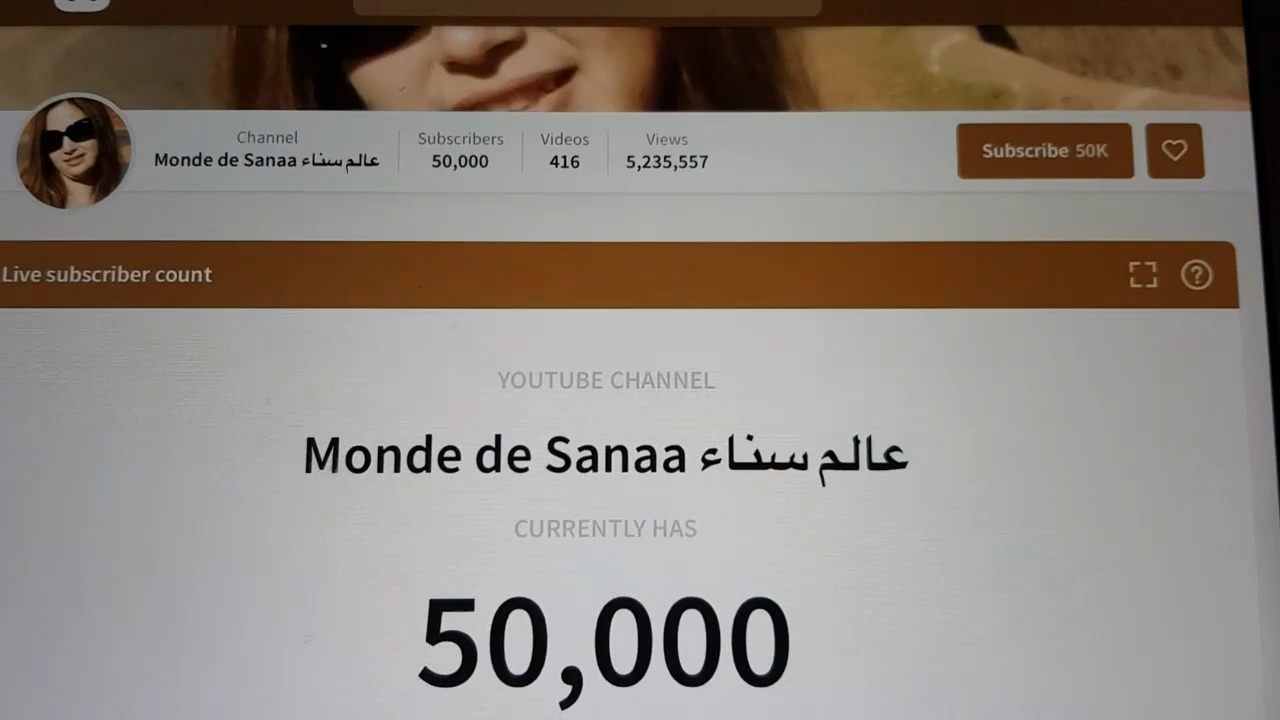 Channel
Monde de Sanaa عالم سناء
Subscribers
50,000
Videos
416
Views
5,235,557
Subscribe 50K
Live subscriber count
YOUTUBE CHANNEL
Monde de Sanaa عالم سناء
CURRENTLY HAS
50,000